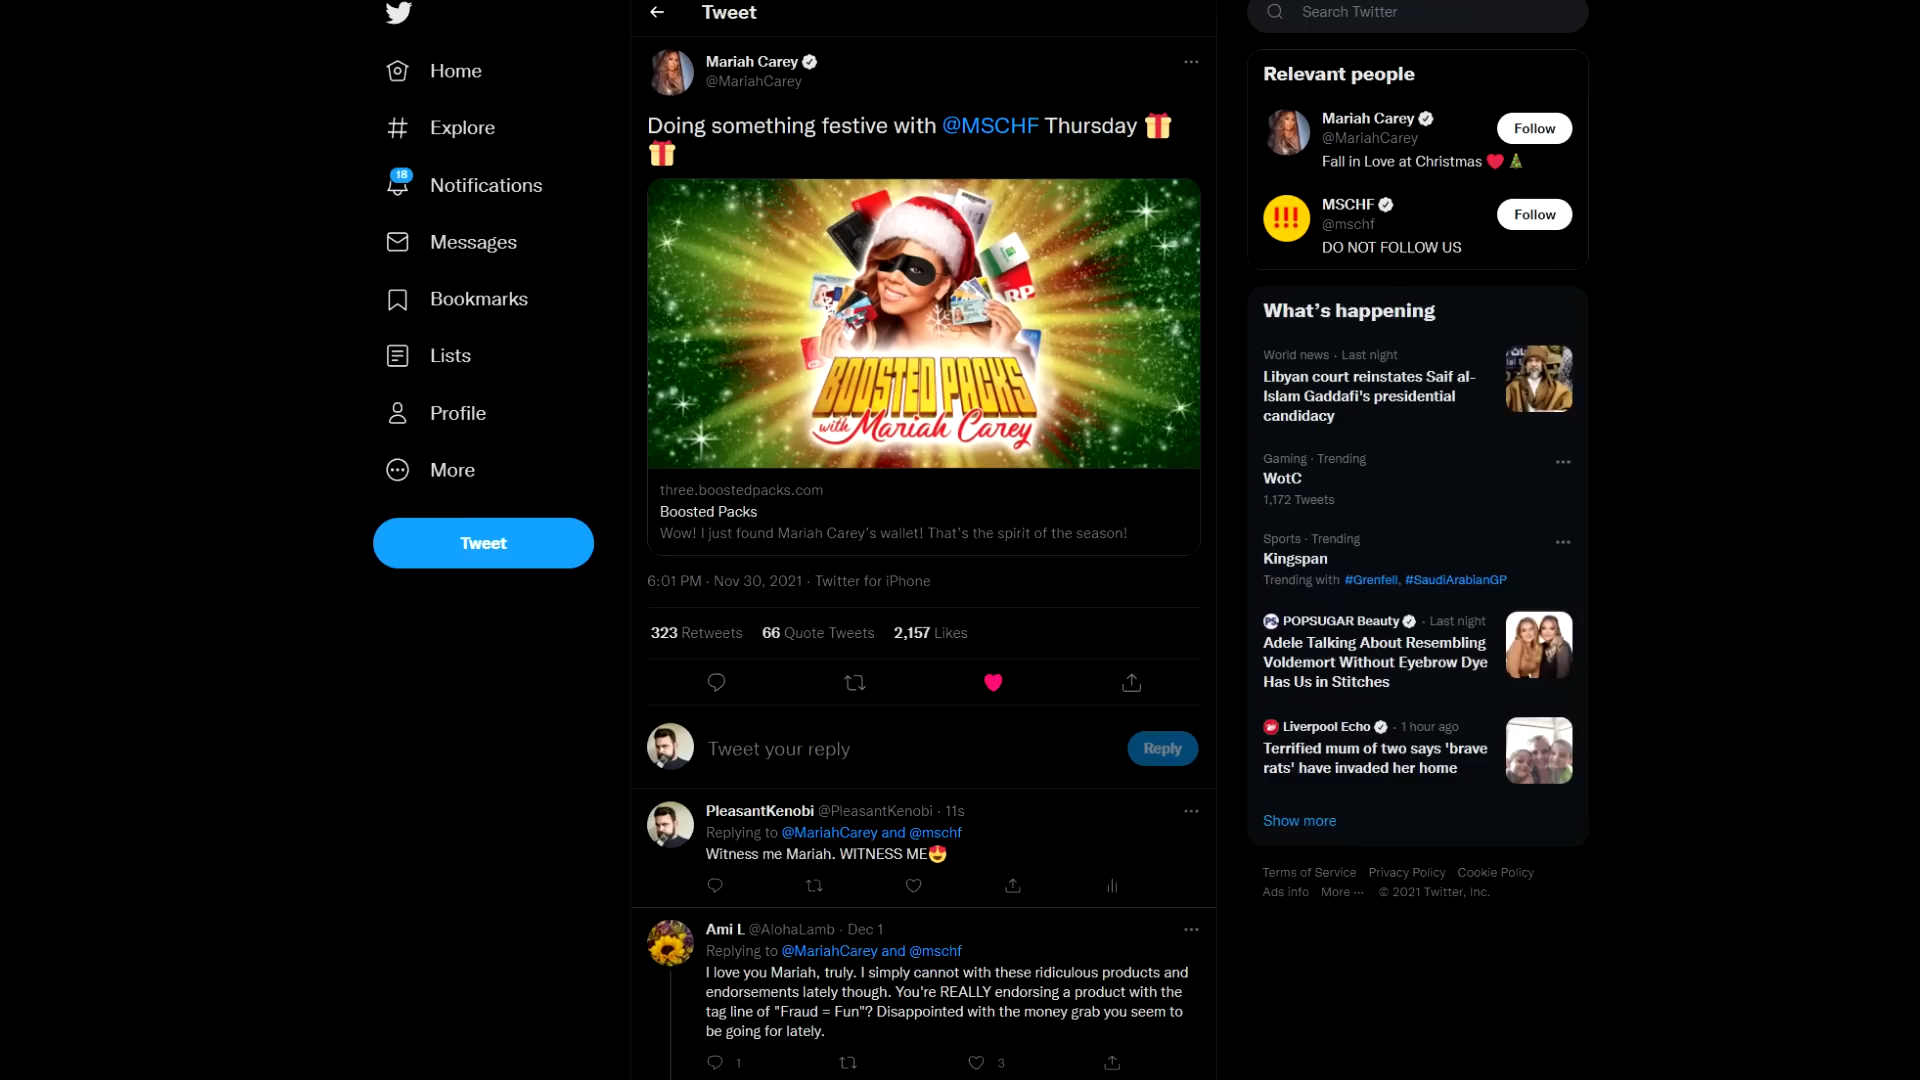 Home
Explore
18
Notifications
Messages
Bookmarks
Lists
Profile
More
Tweet
Tweet
Mariah Carey
@MariahCarey
Doing something festive with @MSCHF Thursday 🎁
🎁
RP
BOOSTED PACKS
with Mariah Carey
three.boostedpacks.com
Boosted Packs
Wow! I just found Mariah Carey's wallet! That's the spirit of the season!
6:01 PM · Nov 30, 2021 · Twitter for iPhone
323 Retweets 66 Quote Tweets 2,157 Likes
Tweet your reply
Reply
PleasantKenobi @PleasantKenobi · 11s
Replying to @MariahCarey and @mschf
Witness me Mariah. WITNESS ME😍
Ami L @AlohaLamb · Dec 1
Replying to @MariahCarey and @mschf
I love you Mariah, truly. I simply cannot with these ridiculous products and
endorsements lately though. You're REALLY endorsing a product with the
tag line of "Fraud = Fun"? Disappointed with the money grab you seem to
be going for lately.
1
3
Search Twitter
Relevant people
Mariah Carey
@MariahCarey
Follow
Fall in Love at Christmas ❤️🎄
!!!
MSCHF
@mschf
Follow
DO NOT FOLLOW US
What's happening
World news · Last night
Libyan court reinstates Saif al-
Islam Gaddafi's presidential
candidacy
Gaming · Trending
WotC
1,172 Tweets
Sports · Trending
Kingspan
Trending with #Grenfell, #SaudiArabianGP
PS POPSUGAR Beauty · Last night
Adele Talking About Resembling
Voldemort Without Eyebrow Dye
Has Us in Stitches
Liverpool Echo · 1 hour ago
Terrified mum of two says 'brave
rats' have invaded her home
Show more
Terms of Service Privacy Policy Cookie Policy
Ads info More ··· © 2021 Twitter, Inc.